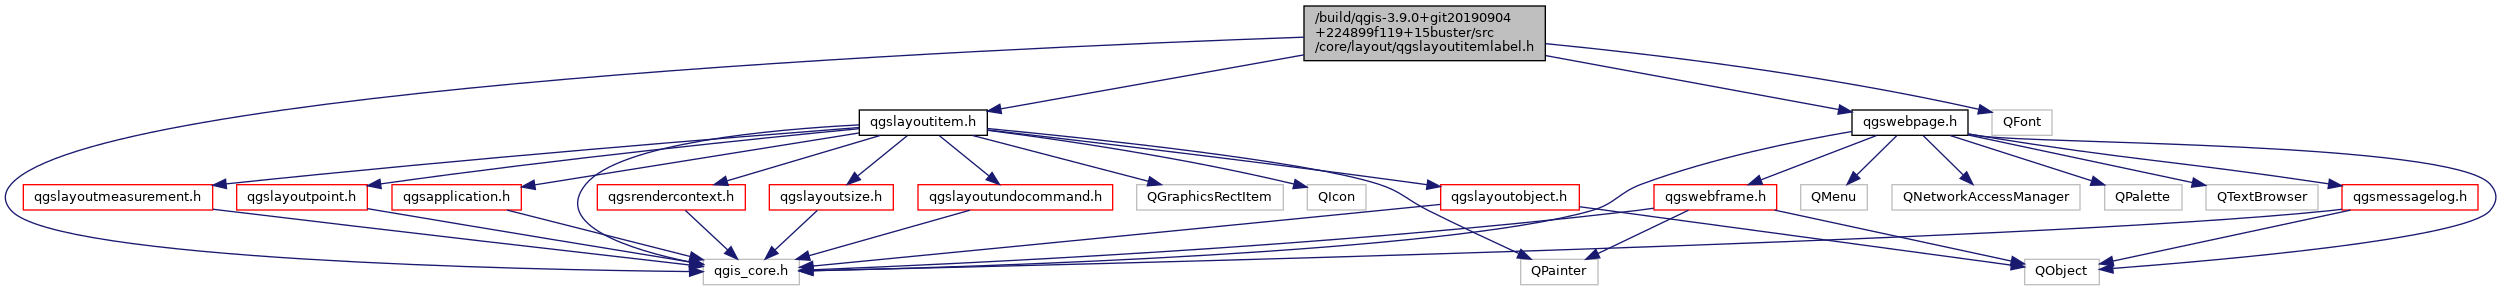 /build/qgis-3.9.0+git20190904
+224899f119+15buster/src
/core/layout/qgslayoutitemlabel.h
qgslayoutitem.h
qgswebpage.h
QFont
qgslayoutmeasurement.h
qgslayoutpoint.h
qgsapplication.h
qgsrendercontext.h
qgslayoutsize.h
qgslayoutundocommand.h
QGraphicsRectItem
QIcon
qgslayoutobject.h
qgswebframe.h
QMenu
QNetworkAccessManager
QPalette
QTextBrowser
qgsmessagelog.h
qgis_core.h
QPainter
QObject